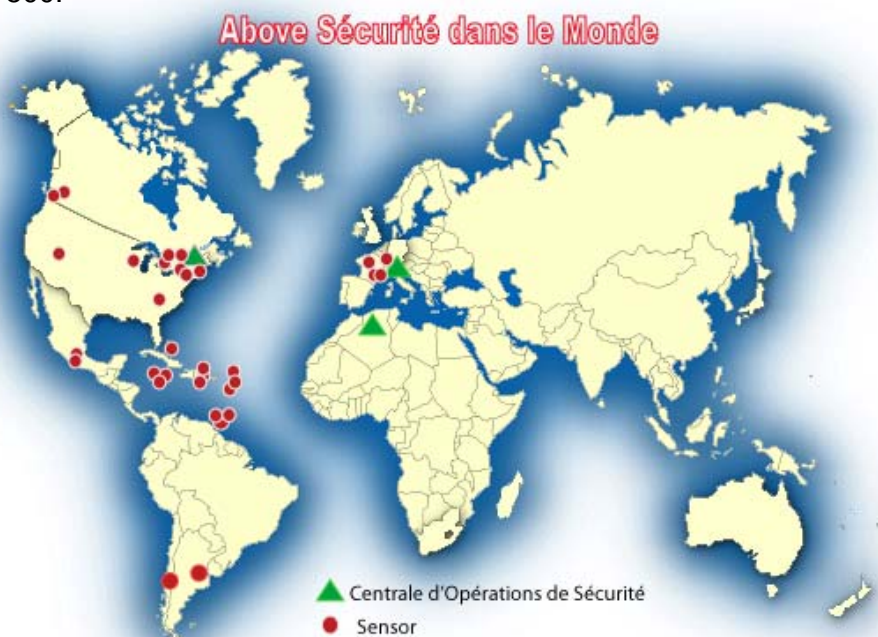 Above Sécurité dans le Monde
Centrale d'Opérations de Sécurité
Sensor